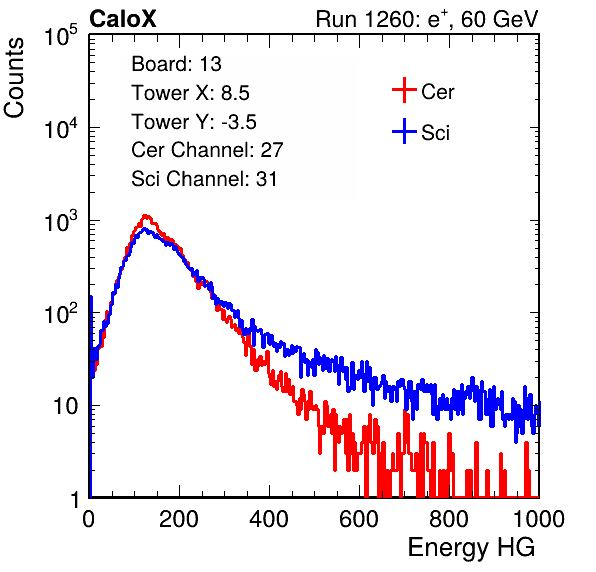 CaloX Run 1260: e⁺, 60 GeV
Counts
10⁵
10⁴
10³
10²
10
1
Board: 13
Tower X: 8.5
Tower Y: -3.5
Cer Channel: 27
Sci Channel: 31
Cer
Sci
0 200 400 600 800 1000
Energy HG